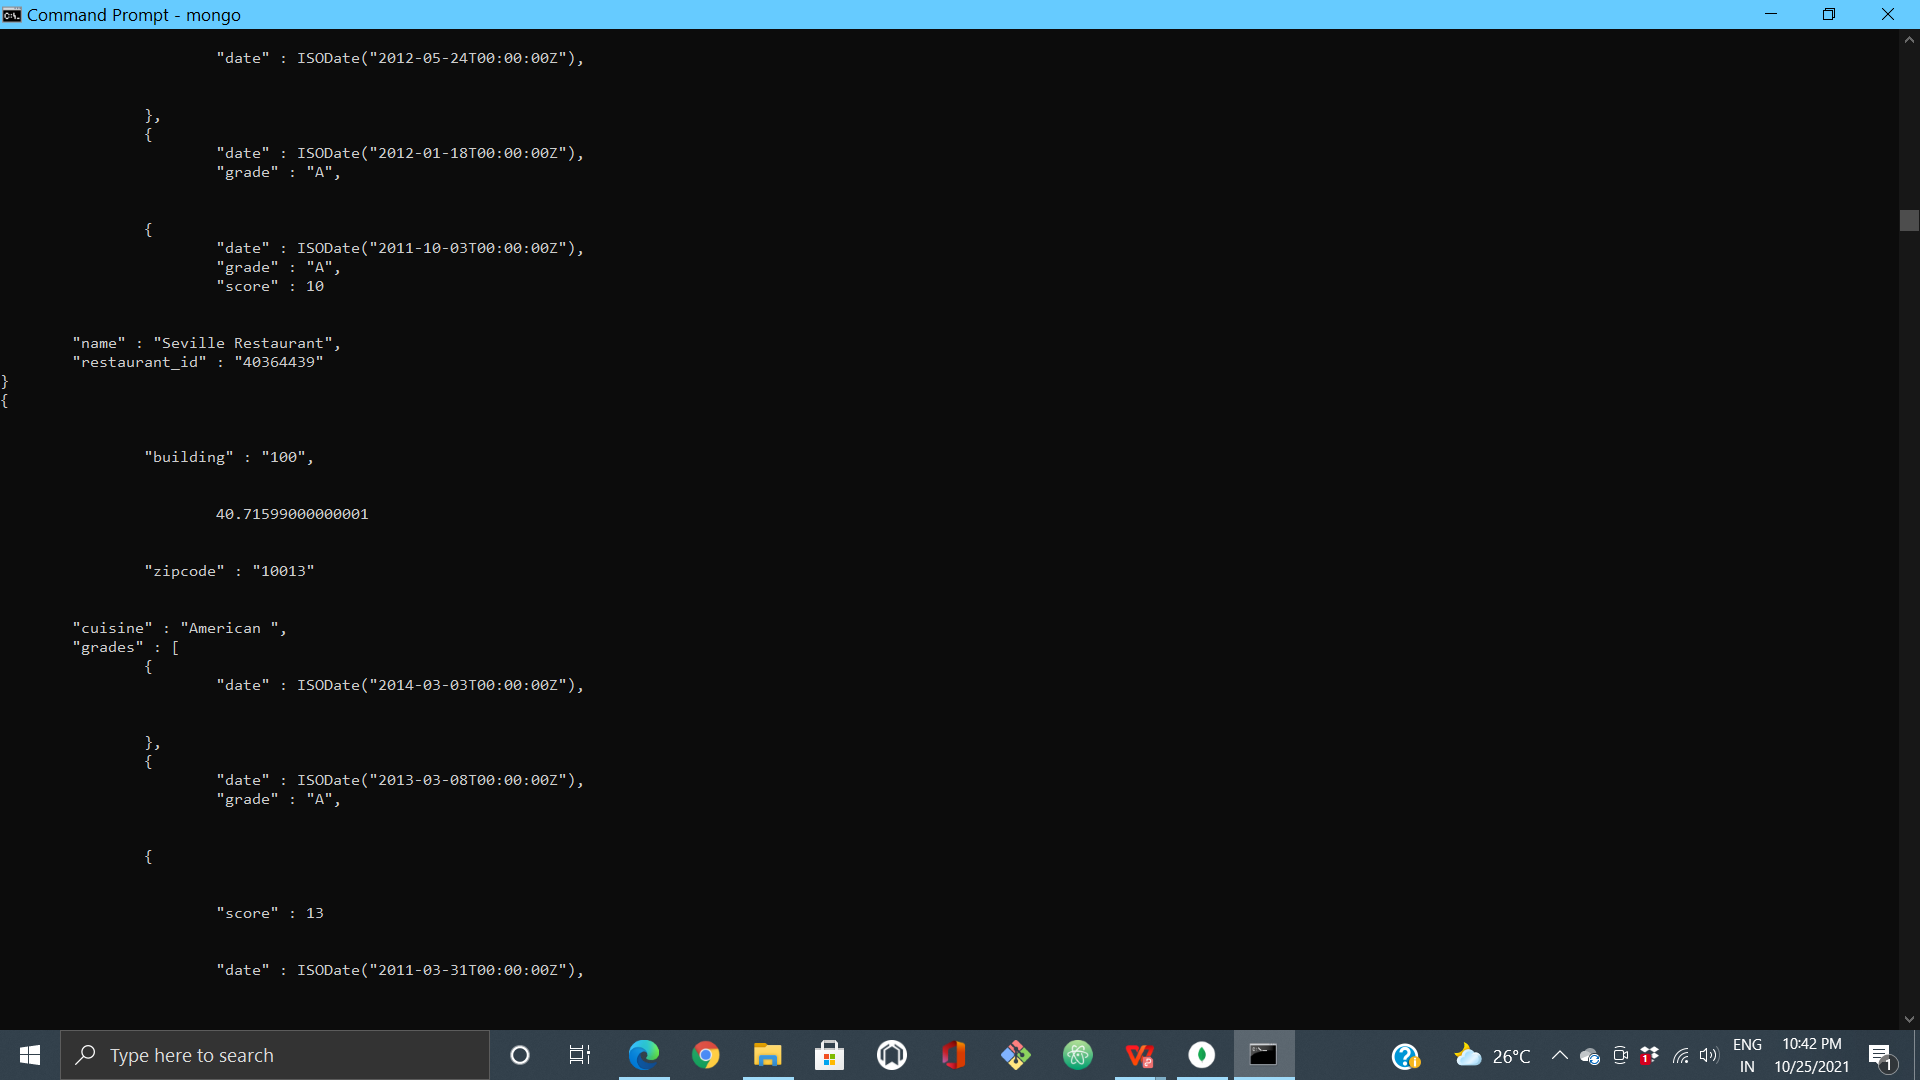 Command Prompt - mongo
"date" : ISODate("2012-05-24T00:00:00Z"),
},
{
"date" : ISODate("2012-01-18T00:00:00Z"),
"grade" : "A",
{
"date" : ISODate("2011-10-03T00:00:00Z"),
"grade" : "A",
"score" : 10
"name" : "Seville Restaurant",
"restaurant_id" : "40364439"
}
{
"building" : "100",
40.71599000000001
"zipcode" : "10013"
"cuisine" : "American ",
"grades" : [
{
"date" : ISODate("2014-03-03T00:00:00Z"),
},
{
"date" : ISODate("2013-03-08T00:00:00Z"),
"grade" : "A",
{
"score" : 13
"date" : ISODate("2011-03-31T00:00:00Z"),
Type here to search
26°C
1
ENG
IN
10:42 PM
10/25/2021
1